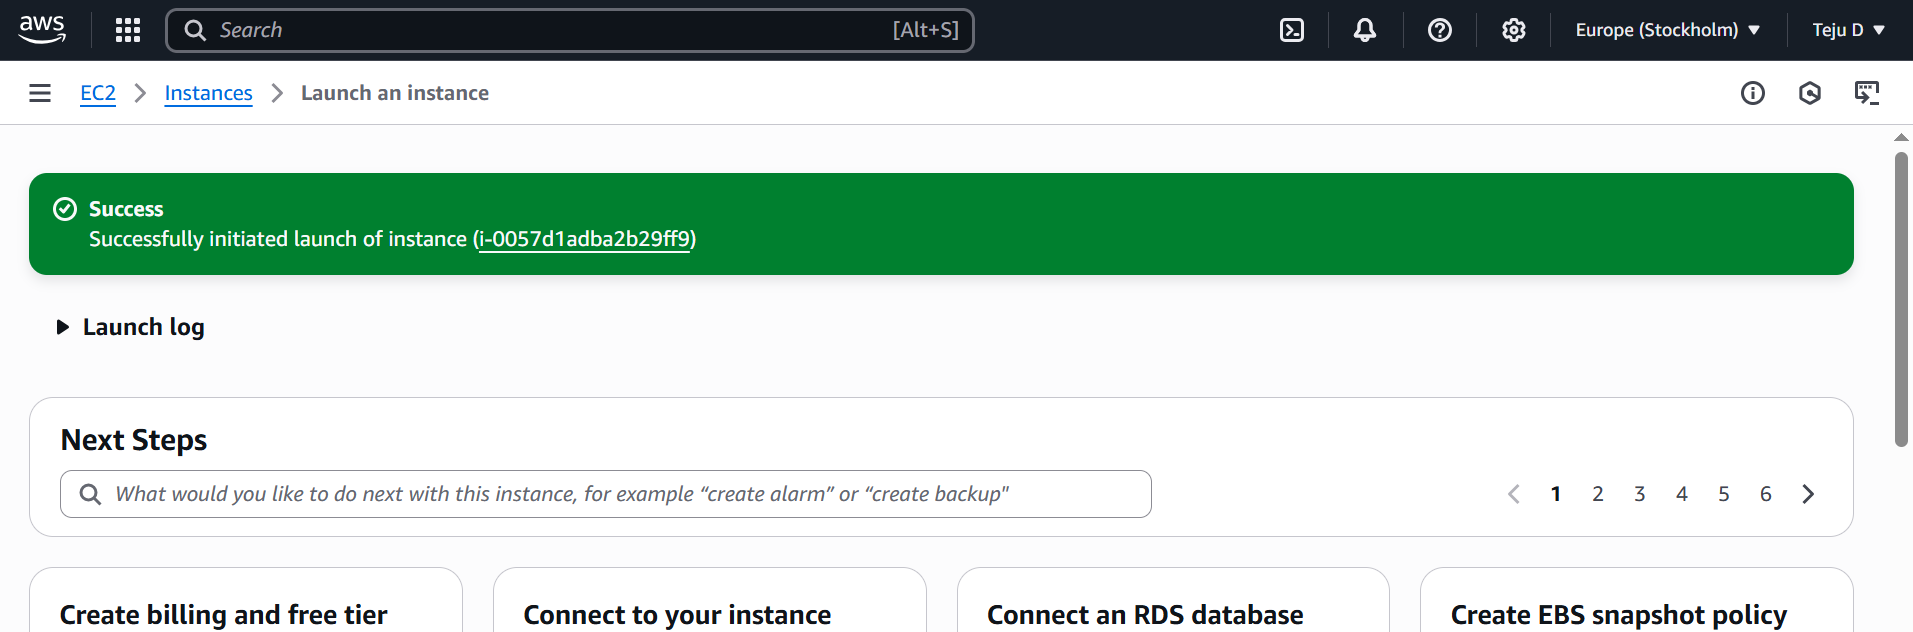 aws Search [Alt+S] Europe (Stockholm) Teju D
EC2 Instances Launch an instance
Success
Successfully initiated launch of instance (i-0057d1adba2b29ff9)
Launch log
Next Steps
What would you like to do next with this instance, for example “create alarm” or “create backup" 1 2 3 4 5 6
Create billing and free tier Connect to your instance Connect an RDS database Create EBS snapshot policy